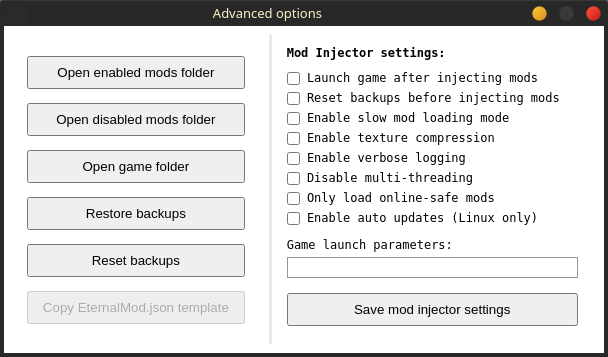 Advanced options
Open enabled mods folder
Open disabled mods folder
Open game folder
Restore backups
Reset backups
Copy EternalMod.json template
Mod Injector settings:
Launch game after injecting mods
Reset backups before injecting mods
Enable slow mod loading mode
Enable texture compression
Enable verbose logging
Disable multi-threading
Only load online-safe mods
Enable auto updates (Linux only)
Game launch parameters:
Save mod injector settings